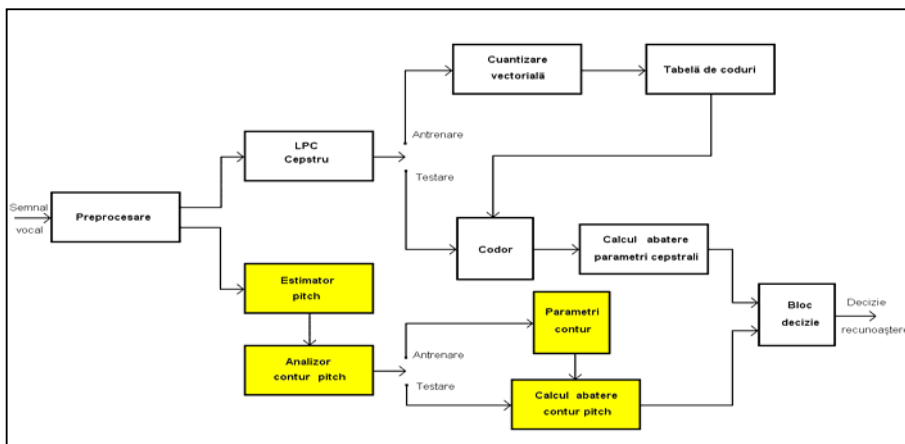 Cuantizare
vectorială
Tabelă de coduri
Antrenare
LPC
Cepstru
Testare
Semnal
vocal
Preprocesare
Codor
Calcul abatere
parametri cepstrali
Estimator
pitch
Parametri
contur
Bloc
decizie
Decizie
recunoaștere
Analizor
contur pitch
Antrenare
Testare
Calcul abatere
contur pitch